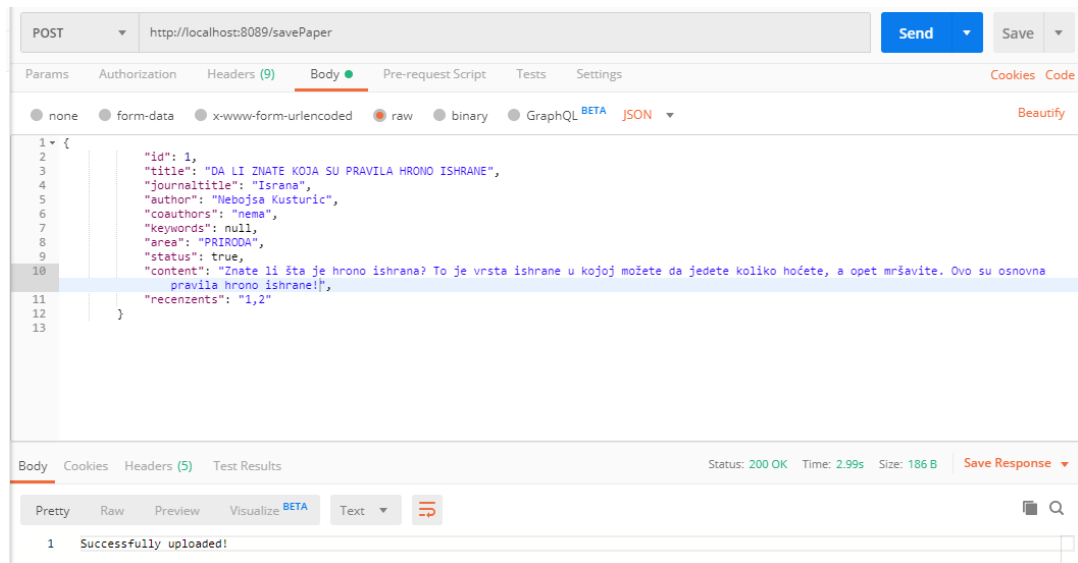 POST http://localhost:8089/savePaper Send Save
Params Authorization Headers (9) Body Pre-request Script Tests Settings Cookies Code
none form-data x-www-form-urlencoded raw binary GraphQL BETA JSON Beautify
1 {
2 "id": 1,
3 "title": "DA LI ZNATE KOJA SU PRAVILA HRONO ISHRANE",
4 "journaltitle": "Israna",
5 "author": "Nebojsa Kusturic",
6 "coauthors": "nema",
7 "keywords": null,
8 "area": "PRIRODA",
9 "status": true,
10 "content": "Znate li šta je hrono ishrana? To je vrsta ishrane u kojoj možete da jedete koliko hoćete, a opet mršavite. Ovo su osnovna
pravila hrono ishrane!",
11 "recenzents": "1,2"
12 }
13
Body Cookies Headers (5) Test Results Status: 200 OK Time: 2.99s Size: 186 B Save Response
Pretty Raw Preview Visualize BETA Text
1 Successfully uploaded!